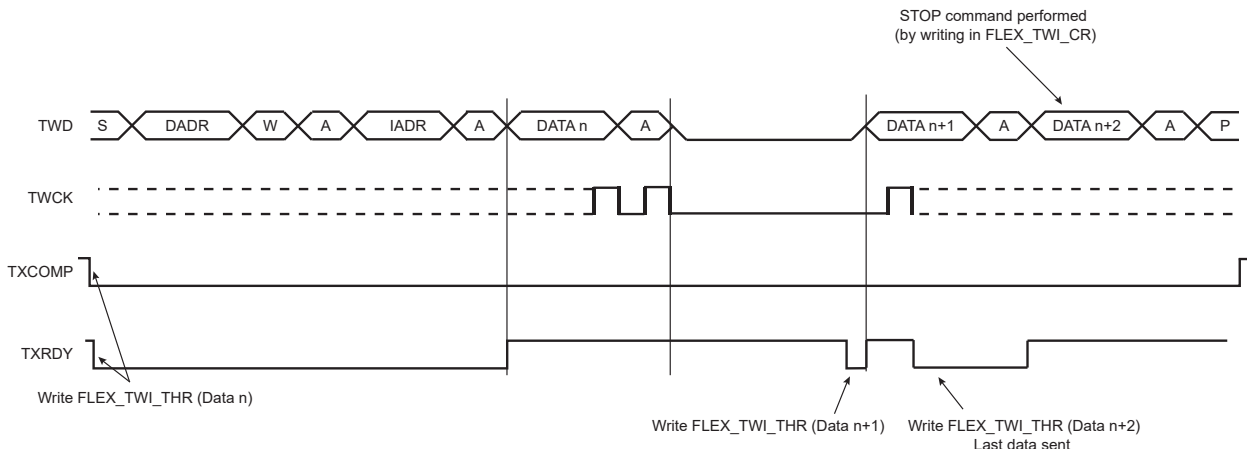 STOP command performed
(by writing in FLEX_TWI_CR)
TWD S DADR W A IADR A DATA n A DATA n+1 A DATA n+2 A P
TWCK
TXCOMP
TXRDY
Write FLEX_TWI_THR (Data n)
Write FLEX_TWI_THR (Data n+1)
Write FLEX_TWI_THR (Data n+2)
Last data sent